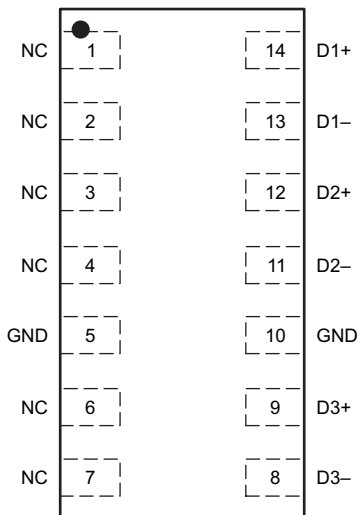 NC 1 14 D1+
NC 2 13 D1–
NC 3 12 D2+
NC 4 11 D2–
GND 5 10 GND
NC 6 9 D3+
NC 7 8 D3–